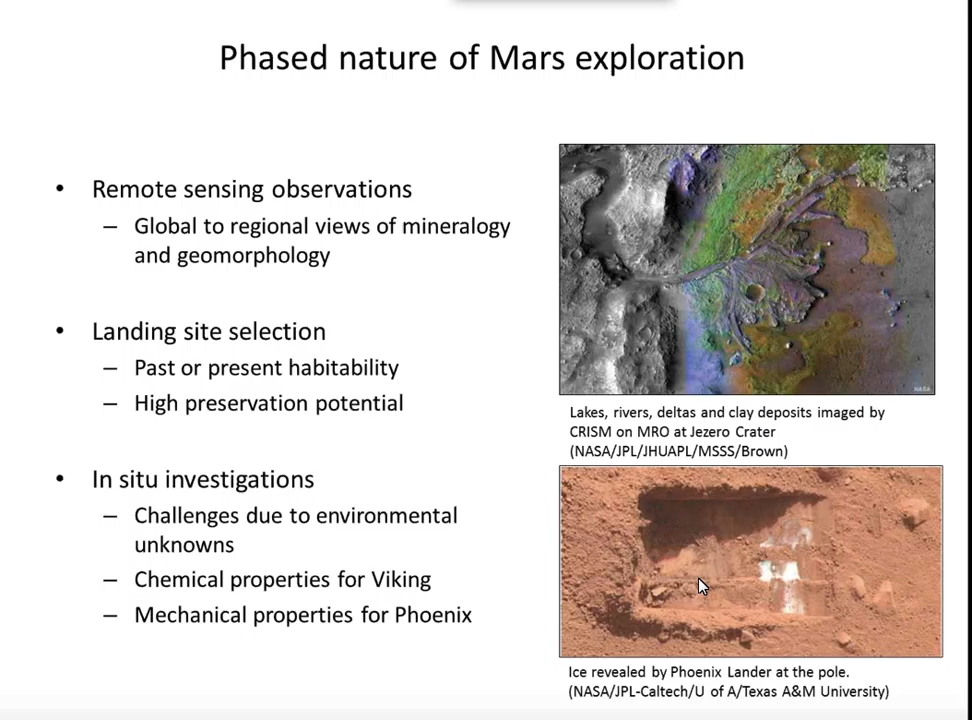 Phased nature of Mars exploration
• Remote sensing observations
– Global to regional views of mineralogy
and geomorphology
• Landing site selection
– Past or present habitability
– High preservation potential
• In situ investigations
– Challenges due to environmental
unknowns
– Chemical properties for Viking
– Mechanical properties for Phoenix
NASA
Lakes, rivers, deltas and clay deposits imaged by
CRISM on MRO at Jezero Crater
(NASA/JPL/JHUAPL/MSSS/Brown)
Ice revealed by Phoenix Lander at the pole.
(NASA/JPL-Caltech/U of A/Texas A&M University)